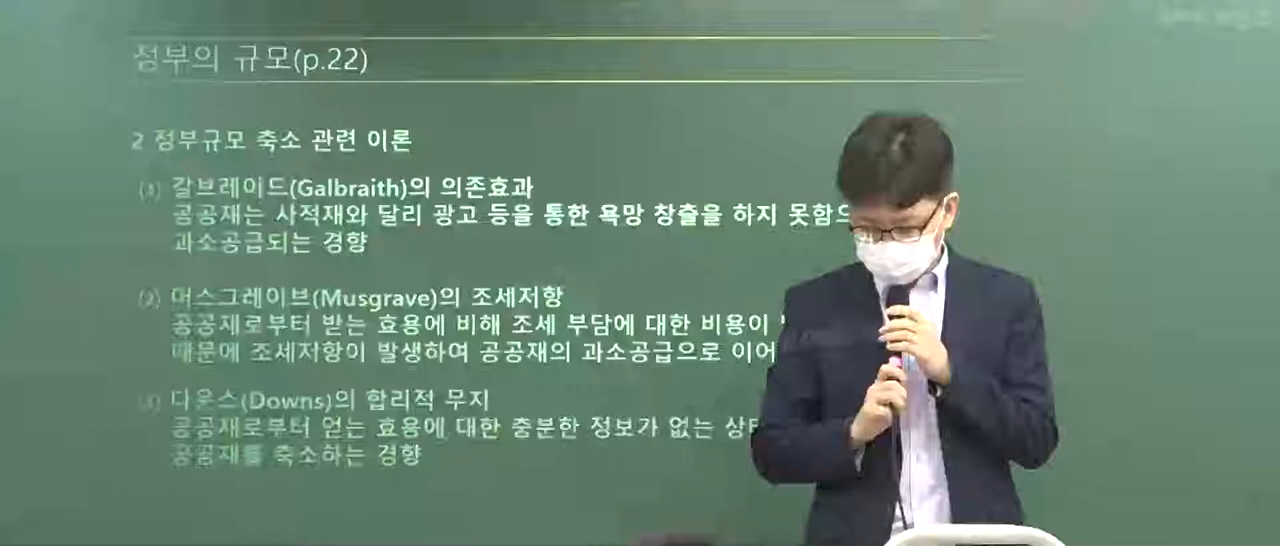 정부의 규모(p.22)
2 정부규모 축소 관련 이론
(1) 갈브레이드(Galbraith)의 의존효과
공공재는 사적재와 달리 광고 등을 통한 욕망 창출을 하지 못함으
과소공급되는 경향
(2) 머스그레이브(Musgrave)의 조세저항
공공재로부터 받는 효용에 비해 조세 부담에 대한 비용이
때문에 조세저항이 발생하여 공공재의 과소공급으로 이어
(3) 다운스(Downs)의 합리적 무지
공공재로부터 얻는 효용에 대한 충분한 정보가 없는
공공재를 축소하는 경향